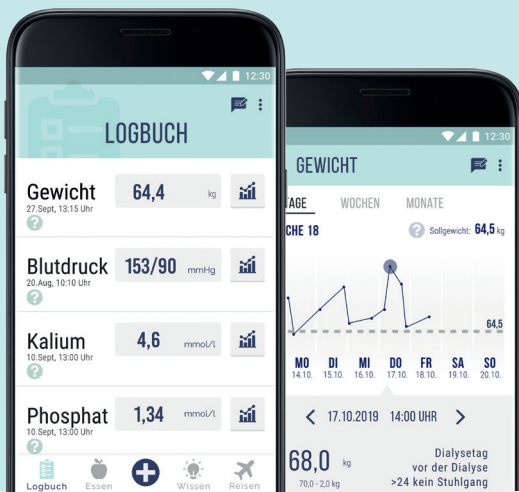 12:30
LOGBUCH
Gewicht 64,4 kg
27.Sept, 13:15 Uhr
?
Blutdruck 153/90 mmHg
20.Aug, 10:10 Uhr
?
Kalium 4,6 mmol/l
10.Sept, 13:00 Uhr
?
Phosphat 1,34 mmol/l
10.Sept, 13:00 Uhr
?
Logbuch Essen Wissen Reisen
12:30
GEWICHT
TAGE WOCHEN MONATE
CHE 18 ? Sollgewicht: 64,5 kg
64,5
MO DI MI DO FR SA SO
14.10. 15.10. 16.10. 17.10. 18.10. 19.10. 20.10.
< 17.10.2019 14:00 UHR >
68,0 kg
70,0 - 2,0 kg
Dialysetag
vor der Dialyse
>24 kein Stuhlgang